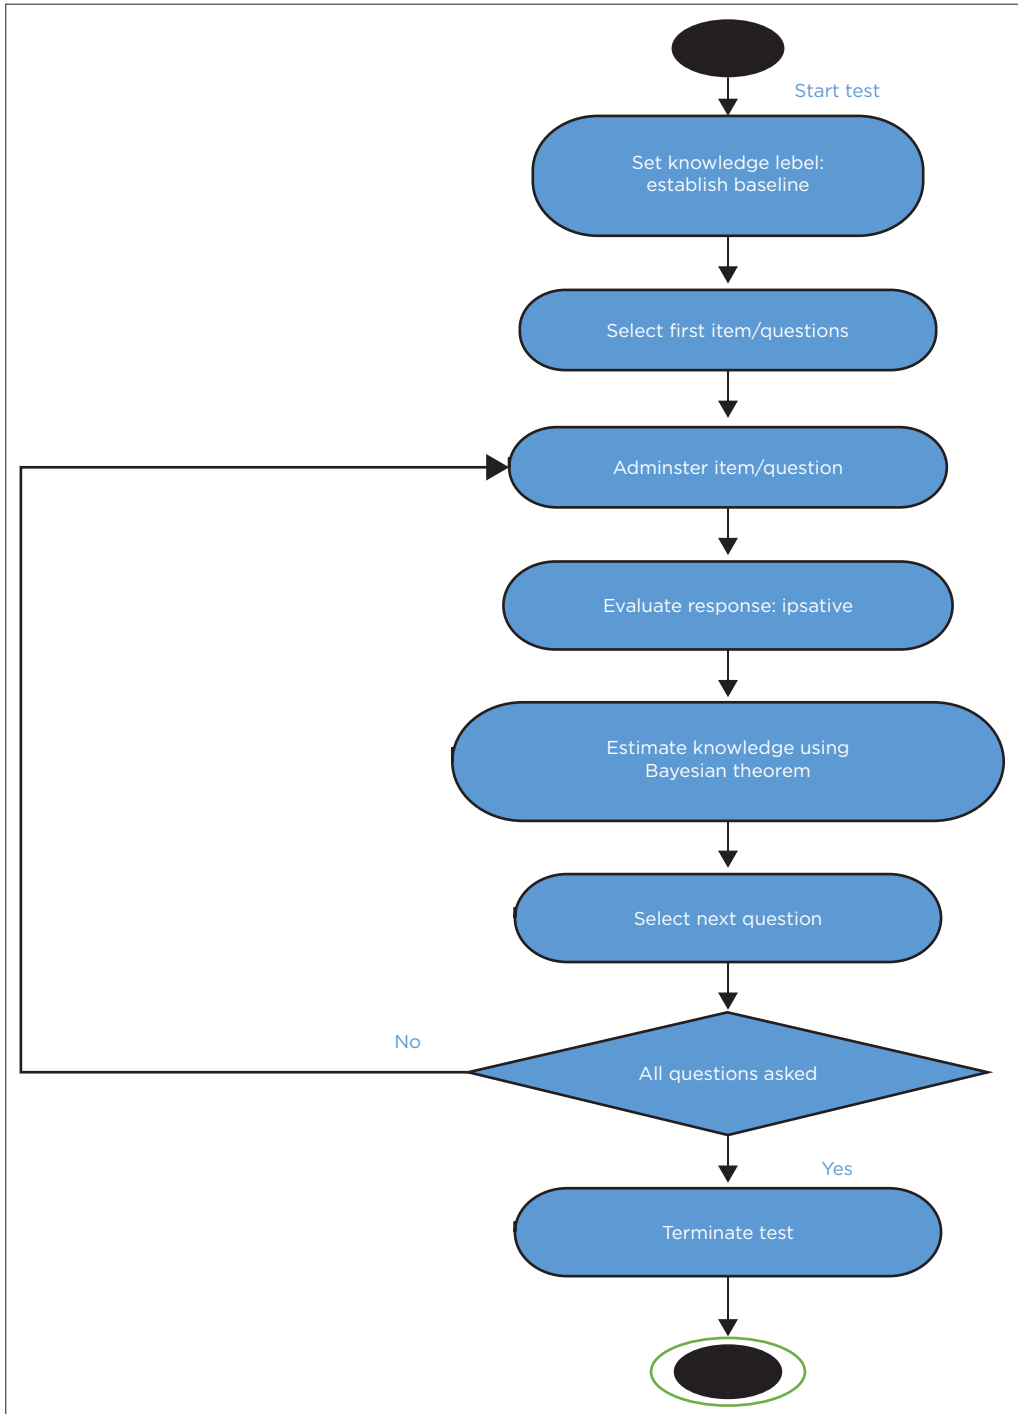 Start test
Set knowledge lebel:
establish baseline
Select first item/questions
Adminster item/question
Evaluate response: ipsative
Estimate knowledge using
Bayesian theorem
Select next question
No
All questions asked
Yes
Terminate test